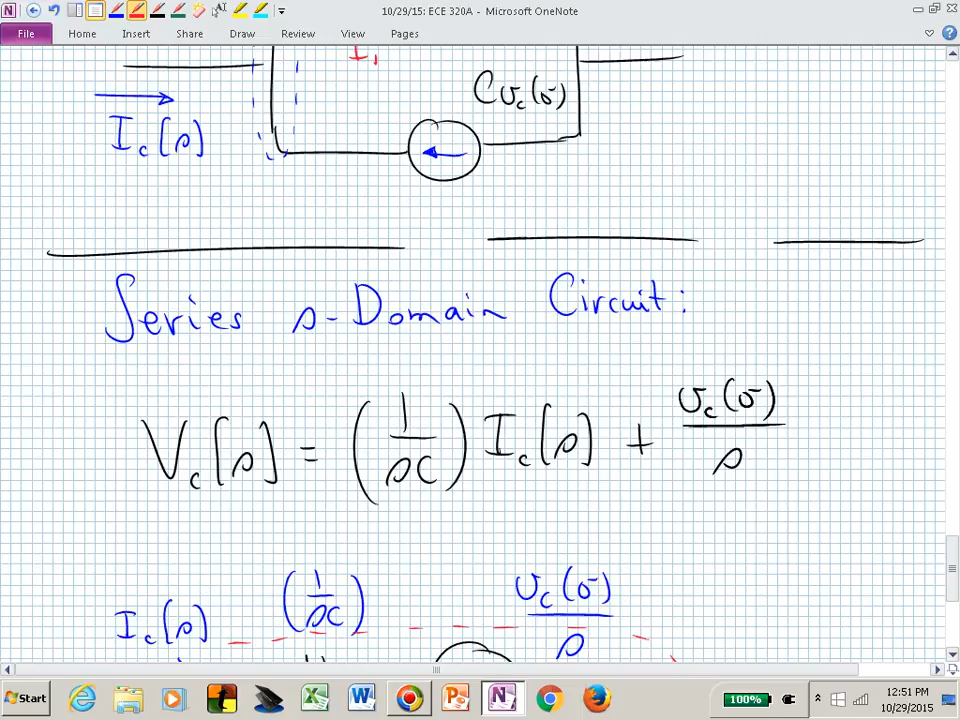 10/29/15: ECE 320A - Microsoft OneNote
File Home Insert Share Draw Review View Pages
I₁
C v_c(0⁻)
I_c[s]
Series s-Domain Circuit:
V_c[s] = (1/sC) I_c[s] + v_c(0⁻)/s
I_c[s] (1/sC) v_c(0⁻)/s
Start 100% 12:51 PM
10/29/2015